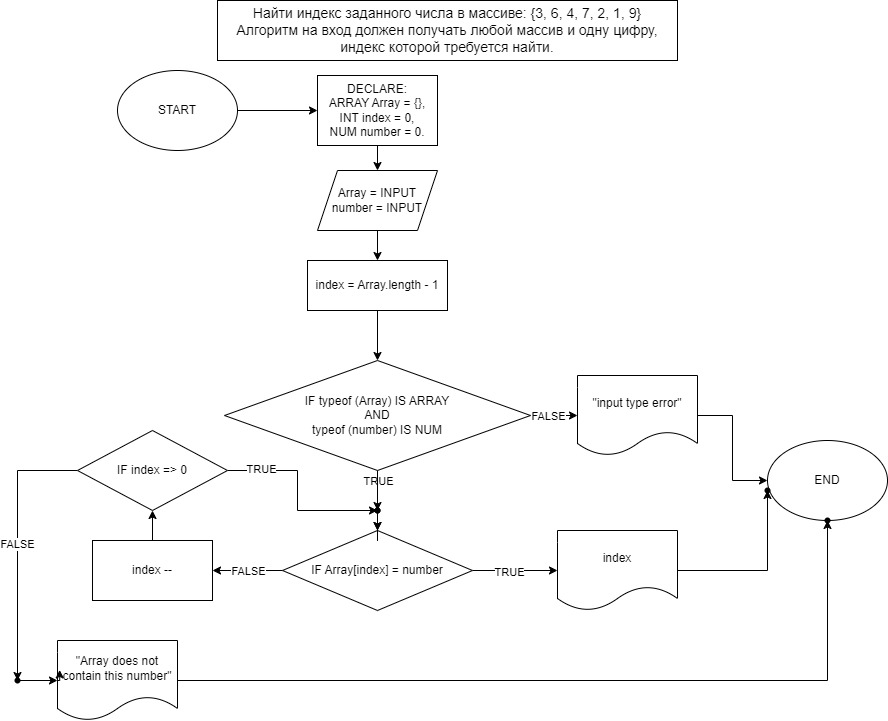 Найти индекс заданного числа в массиве: {3, 6, 4, 7, 2, 1, 9}
Алгоритм на вход должен получать любой массив и одну цифру,
индекс которой требуется найти.
START
DECLARE:
ARRAY Array = {},
INT index = 0,
NUM number = 0.
Array = INPUT
number = INPUT
index = Array.length - 1
IF typeof (Array) IS ARRAY
AND
typeof (number) IS NUM
FALSE
"input type error"
TRUE
END
IF index => 0
TRUE
FALSE
index --
FALSE
IF Array[index] = number
TRUE
index
"Array does not
contain this number"